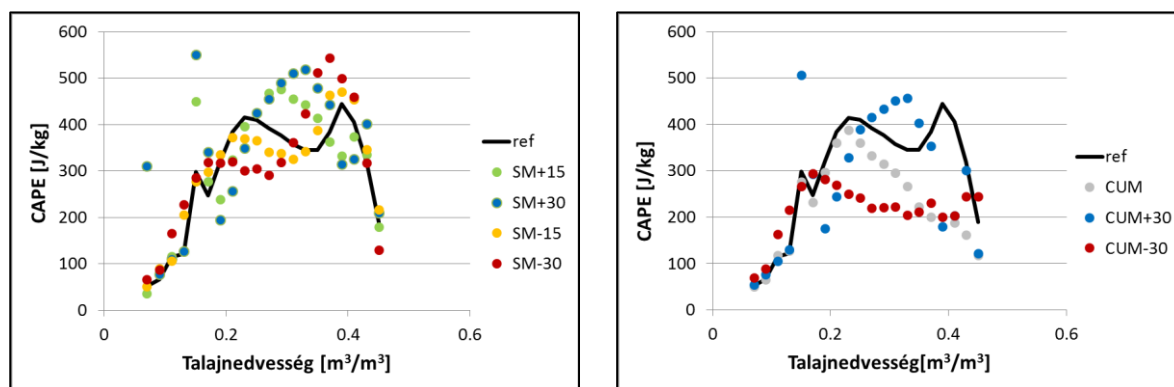 600
500
400
300
200
100
0
CAPE [J/kg]
0
0.2
0.4
0.6
Talajnedvesség [m³/m³]
ref
SM+15
SM+30
SM-15
SM-30
600
500
400
300
200
100
0
CAPE [J/kg]
0
0.2
0.4
0.6
Talajnedvesség[m³/m³]
ref
CUM
CUM+30
CUM-30